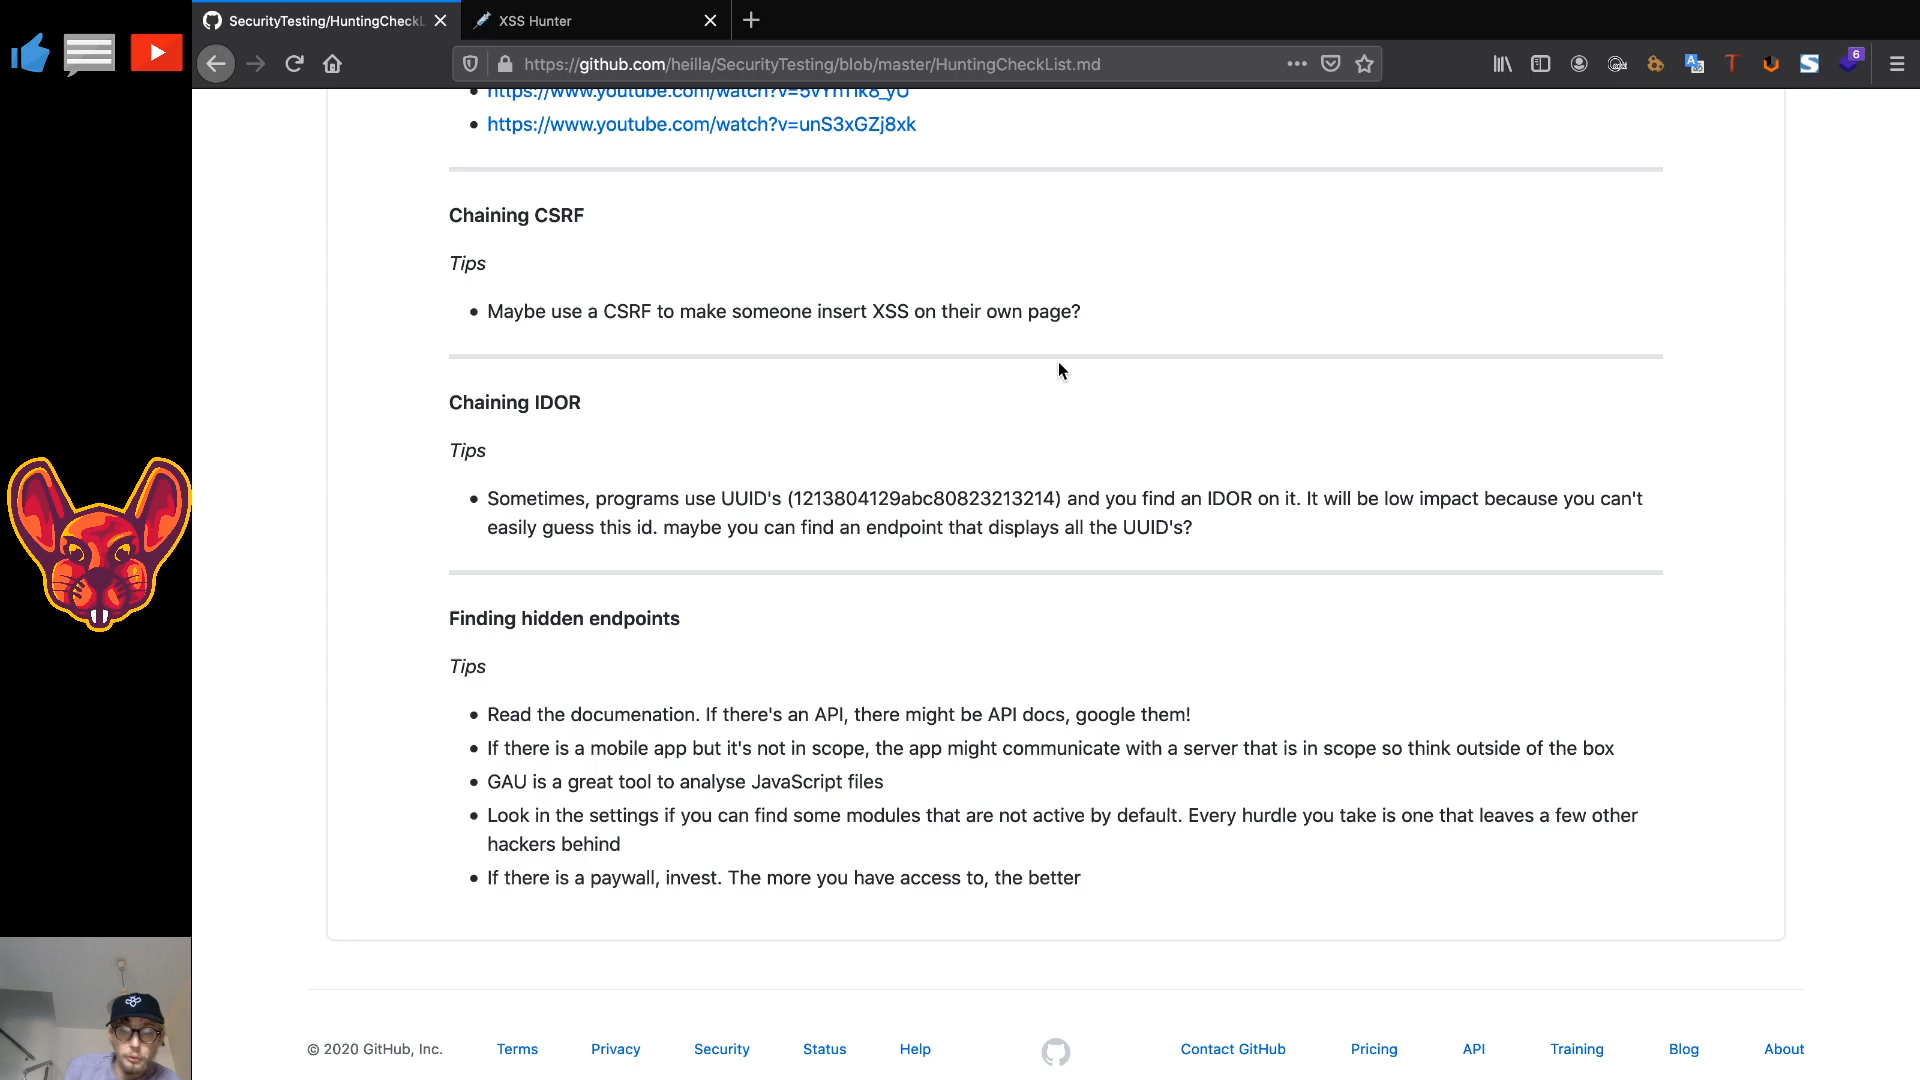 SecurityTesting/HuntingCheckL
XSS Hunter
https://github.com/heilla/SecurityTesting/blob/master/HuntingCheckList.md
6
https://www.youtube.com/watch?v=unS3xGZj8xk
Chaining CSRF
Tips
Maybe use a CSRF to make someone insert XSS on their own page?
Chaining IDOR
Tips
Sometimes, programs use UUID's (1213804129abc80823213214) and you find an IDOR on it. It will be low impact because you can't
easily guess this id. maybe you can find an endpoint that displays all the UUID's?
Finding hidden endpoints
Tips
Read the documenation. If there's an API, there might be API docs, google them!
If there is a mobile app but it's not in scope, the app might communicate with a server that is in scope so think outside of the box
GAU is a great tool to analyse JavaScript files
Look in the settings if you can find some modules that are not active by default. Every hurdle you take is one that leaves a few other
hackers behind
If there is a paywall, invest. The more you have access to, the better
© 2020 GitHub, Inc. Terms Privacy Security Status Help Contact GitHub Pricing API Training Blog About